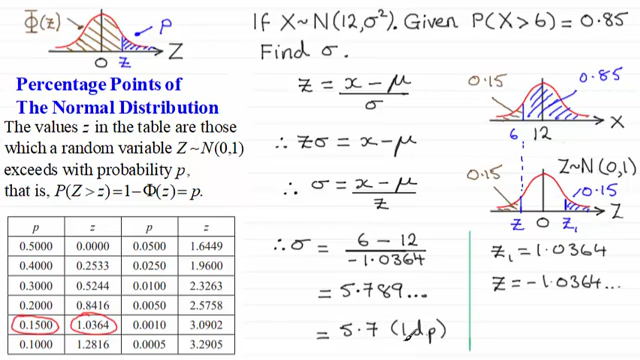 Φ(z)
p
Z
0
z
Percentage Points of
The Normal Distribution
The values z in the table are those
which a random variable Z~N(0,1)
exceeds with probability p,
that is, P(Z>z)=1−Φ(z)=p.
p z p z
0.5000 0.0000 0.0500 1.6449
0.4000 0.2533 0.0250 1.9600
0.3000 0.5244 0.0100 2.3263
0.2000 0.8416 0.0050 2.5758
0.1500 1.0364 0.0010 3.0902
0.1000 1.2816 0.0005 3.2905
If X~N(12,σ²). Given P(X>6) = 0.85
Find σ.
z = x − μ
σ
∴ zσ = x − μ
∴ σ = x − μ
z
∴ σ = 6 − 12
−1.0364
= 5.789...
= 5.7 (1dp)
0.15
0.85
6 12
X
Z~N(0,1)
0.15
0.15
z 0 z₁ Z
z₁ = 1.0364
z = −1.0364...